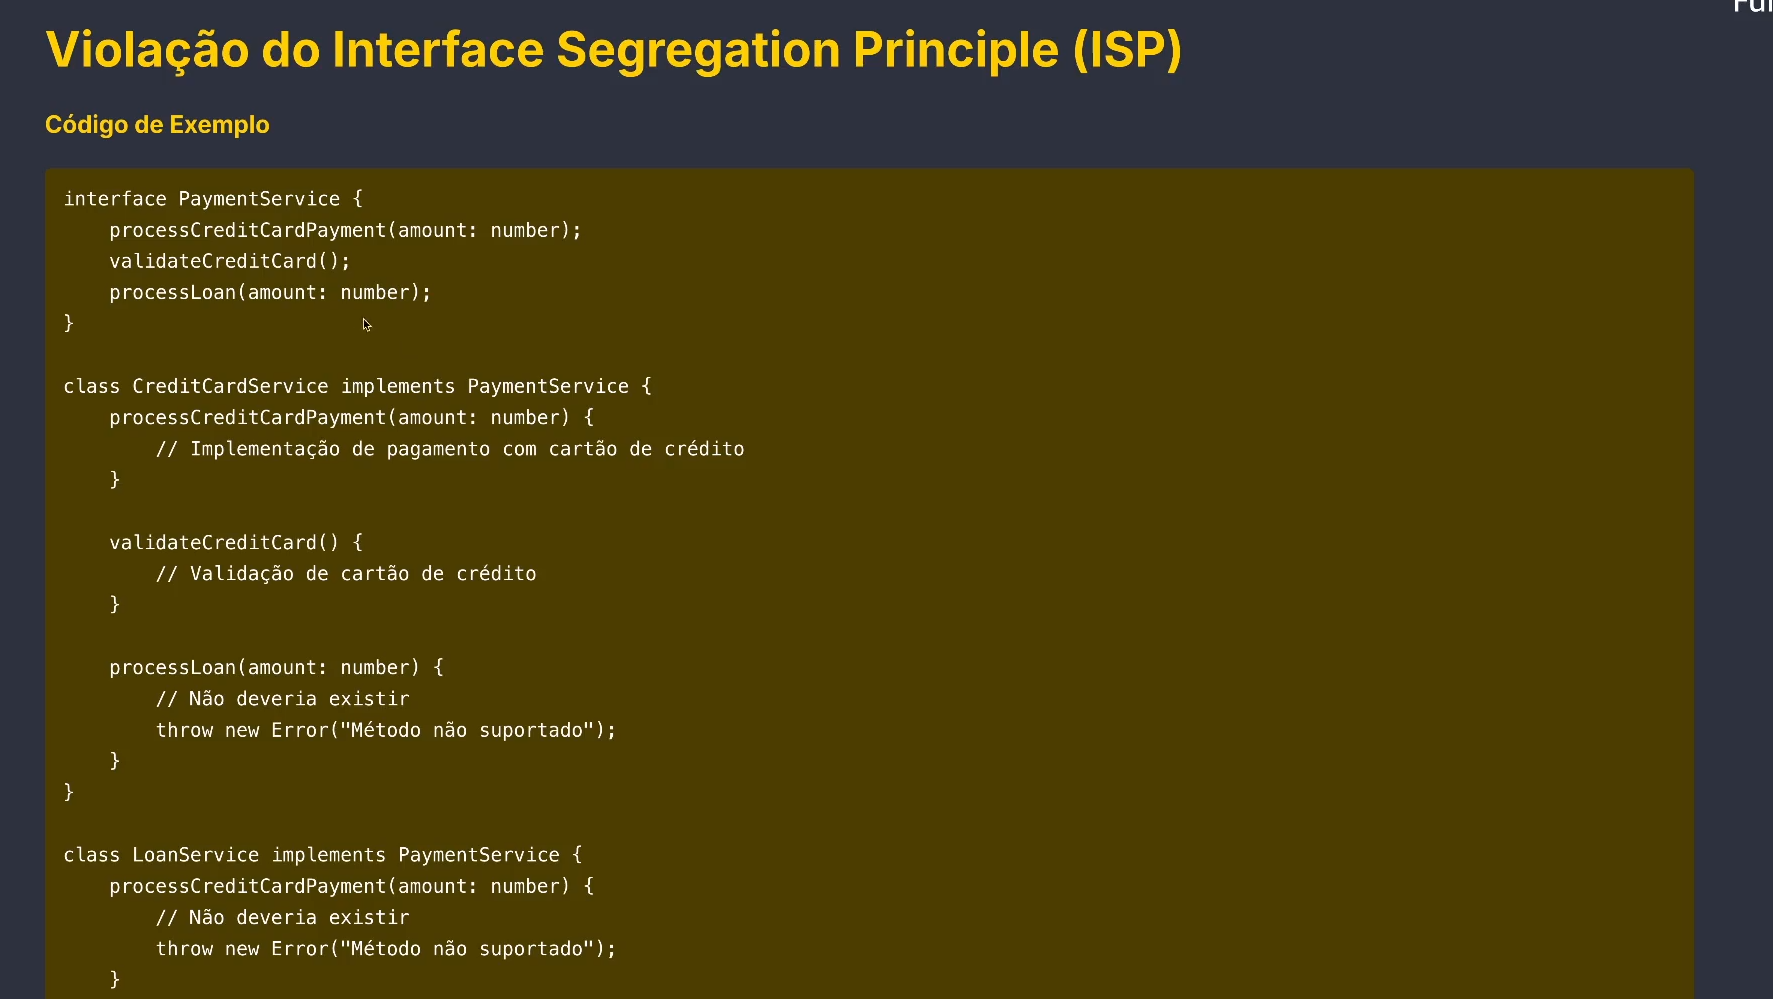 Violação do Interface Segregation Principle (ISP)
Código de Exemplo
interface PaymentService {
    processCreditCardPayment(amount: number);
    validateCreditCard();
    processLoan(amount: number);
}
class CreditCardService implements PaymentService {
    processCreditCardPayment(amount: number) {
        // Implementação de pagamento com cartão de crédito
    }
    validateCreditCard() {
        // Validação de cartão de crédito
    }
    processLoan(amount: number) {
        // Não deveria existir
        throw new Error("Método não suportado");
    }
}
class LoanService implements PaymentService {
    processCreditCardPayment(amount: number) {
        // Não deveria existir
        throw new Error("Método não suportado");
    }